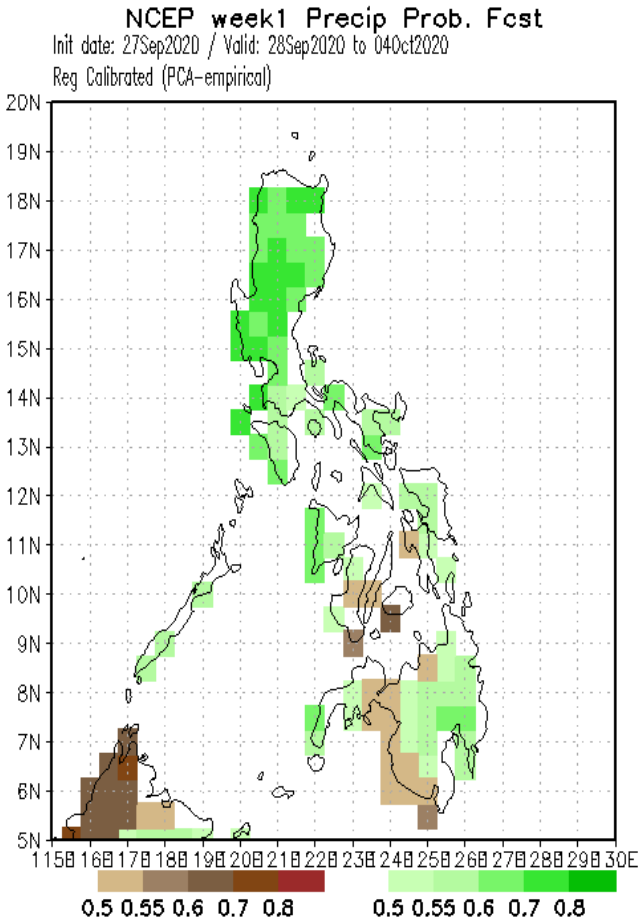 NCEP week1 Precip Prob. Fcst
Init date: 27Sep2020 / Valid: 28Sep2020 to 04Oct2020
Reg Calibrated (PCA-empirical)
20N
19N
18N
17N
16N
15N
14N
13N
12N
11N
10N
9N
8N
7N
6N
5N
115E 116E 117E 118E 119E 120E 121E 122E 123E 124E 125E 126E 127E 128E 129E 130E
0.5 0.55 0.6 0.7 0.8 0.5 0.55 0.6 0.7 0.8